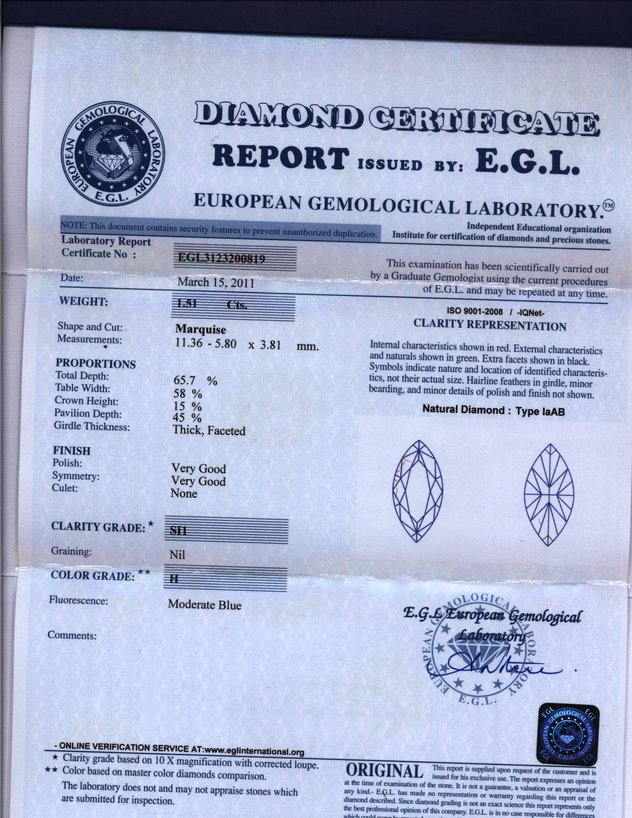 EUROPEAN GEMOLOGICAL LABORATORY
E.G.L.
DIAMOND CERTIFICATE
REPORT ISSUED BY: E.G.L.
EUROPEAN GEMOLOGICAL LABORATORY.™
NOTE: This document contains security features to prevent unauthorized duplication.
Independent Educational organization
Institute for certification of diamonds and precious stones.
Laboratory Report
Certificate No : EGL3123200819
Date: March 15, 2011
WEIGHT: 1.51 Cts.
Shape and Cut: Marquise
Measurements: 11.36 - 5.80 x 3.81 mm.
PROPORTIONS
Total Depth: 65.7 %
Table Width: 58 %
Crown Height: 15 %
Pavilion Depth: 45 %
Girdle Thickness: Thick, Faceted
FINISH
Polish: Very Good
Symmetry: Very Good
Culet: None
CLARITY GRADE: * SI1
Graining: Nil
COLOR GRADE: ** H
Fluorescence: Moderate Blue
Comments:
This examination has been scientifically carried out
by a Graduate Gemologist using the current procedures
of E.G.L. and may be repeated at any time.
ISO 9001-2008 / -IQNet-
CLARITY REPRESENTATION
Internal characteristics shown in red. External characteristics
and naturals shown in green. Extra facets shown in black.
Symbols indicate nature and location of identified characteris-
tics, not their actual size. Hairline feathers in girdle, minor
bearding, and minor details of polish and finish not shown.
Natural Diamond : Type IaAB
E.G.L European Gemological
Laboratory
EUROPEAN GEMOLOGICAL LABORATORY
E.G.L.
EGL EGL
- ONLINE VERIFICATION SERVICE AT:www.eglinternational.org
★ Clarity grade based on 10 X magnification with corrected loupe.
★★ Color based on master color diamonds comparison.
The laboratory does not and may not appraise stones which
are submitted for inspection.
ORIGINAL This report is supplied upon request of the customer and is
issued for his exclusive use. The report expresses an opinion
at the time of examination of stone. It is not a guarantee, a valuation or an appraisal of
any kind.- E.G.L. has made no representation or warranty regarding this report or the
diamond described. Since diamond grading is not an exact science this report represents only
the best professional opinion of this company. E.G.L. is in no case responsible for differences